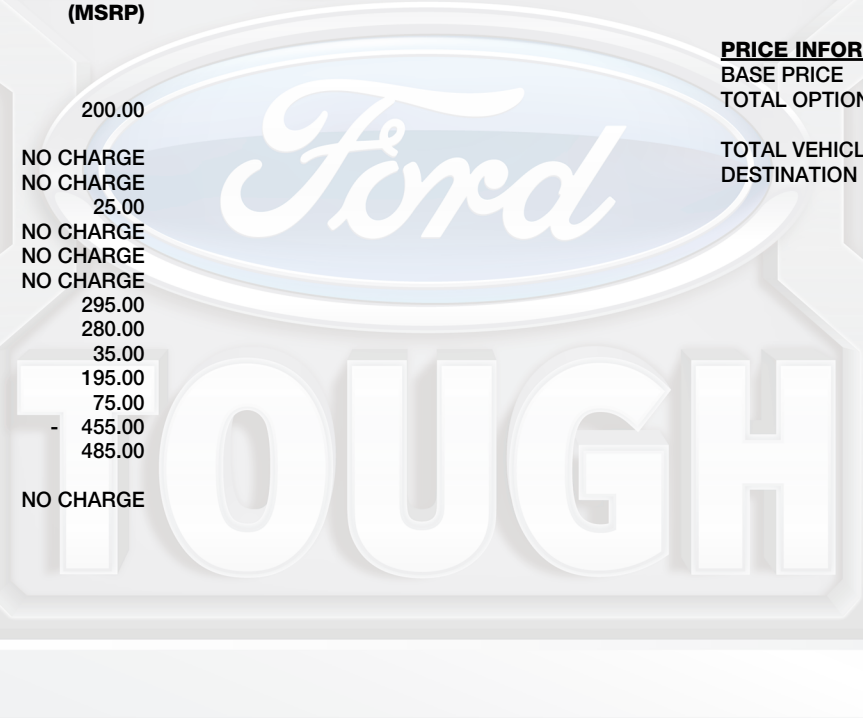 (MSRP)
200.00
NO CHARGE
NO CHARGE
25.00
NO CHARGE
NO CHARGE
NO CHARGE
295.00
280.00
35.00
195.00
75.00
- 455.00
485.00
NO CHARGE
PRICE INFOR
BASE PRICE
TOTAL OPTION
TOTAL VEHICL
DESTINATION
Ford
TOUGH